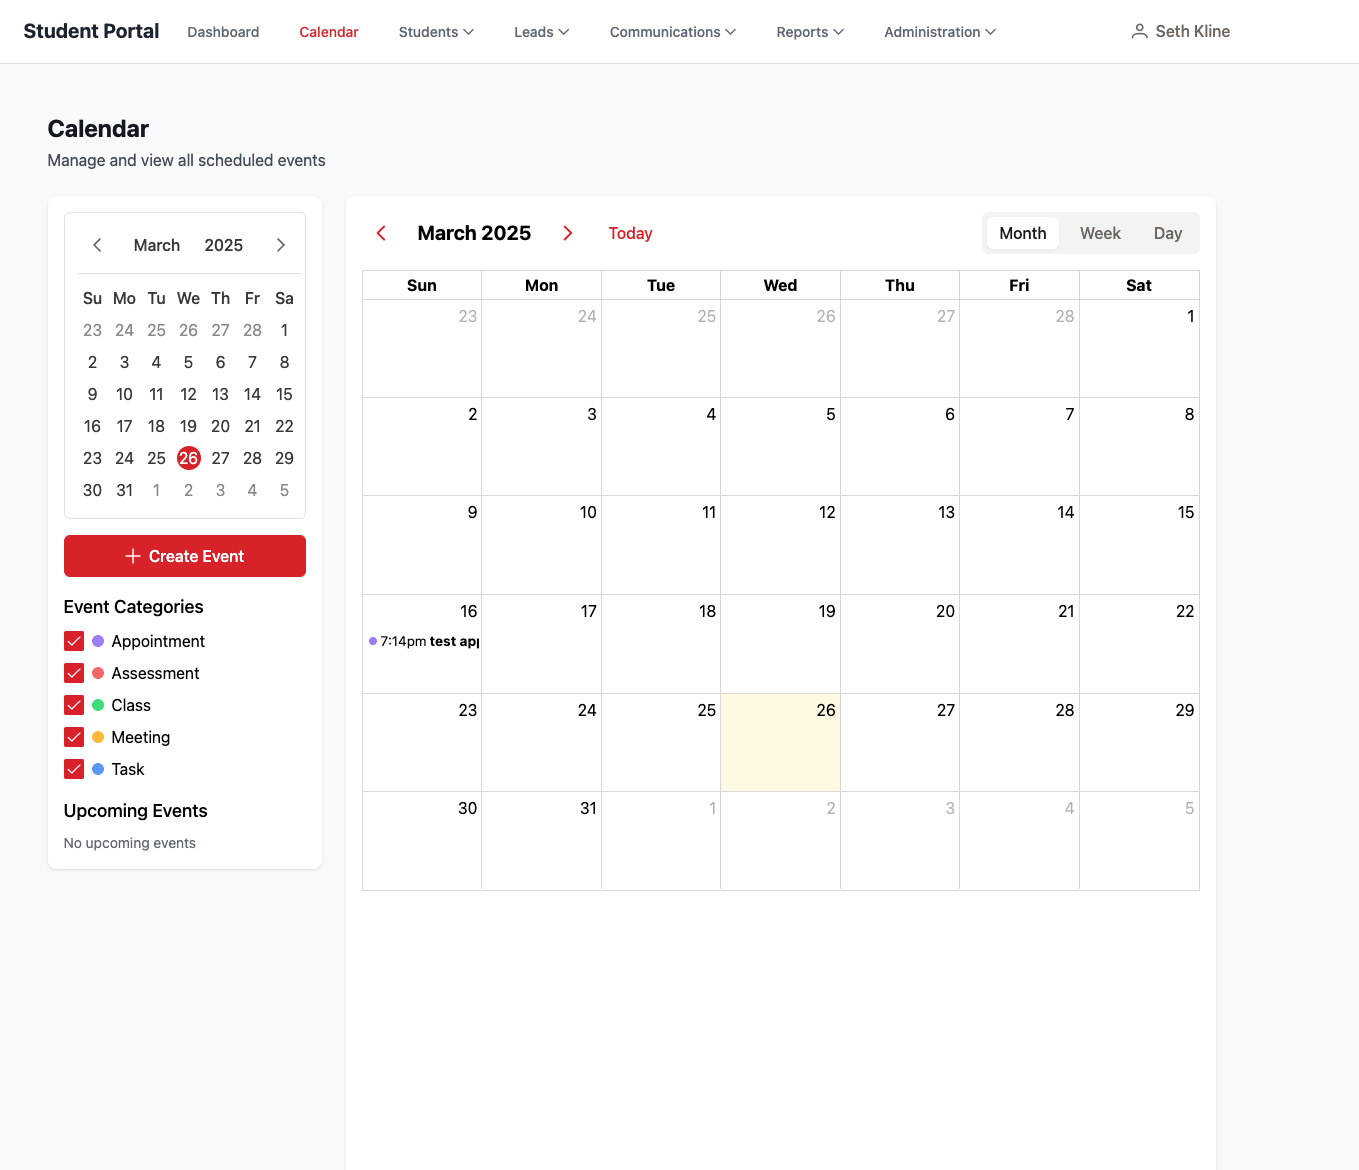 Student Portal Dashboard Calendar Students Leads Communications Reports Administration Seth Kline
Calendar
Manage and view all scheduled events
March 2025
Su Mo Tu We Th Fr Sa
23 24 25 26 27 28 1
2 3 4 5 6 7 8
9 10 11 12 13 14 15
16 17 18 19 20 21 22
23 24 25 26 27 28 29
30 31 1 2 3 4 5
Create Event
Event Categories
Appointment
Assessment
Class
Meeting
Task
Upcoming Events
No upcoming events
March 2025 Today Month Week Day
Sun Mon Tue Wed Thu Fri Sat
23 24 25 26 27 28 1
2 3 4 5 6 7 8
9 10 11 12 13 14 15
16 17 18 19 20 21 22
7:14pm test app
23 24 25 26 27 28 29
30 31 1 2 3 4 5